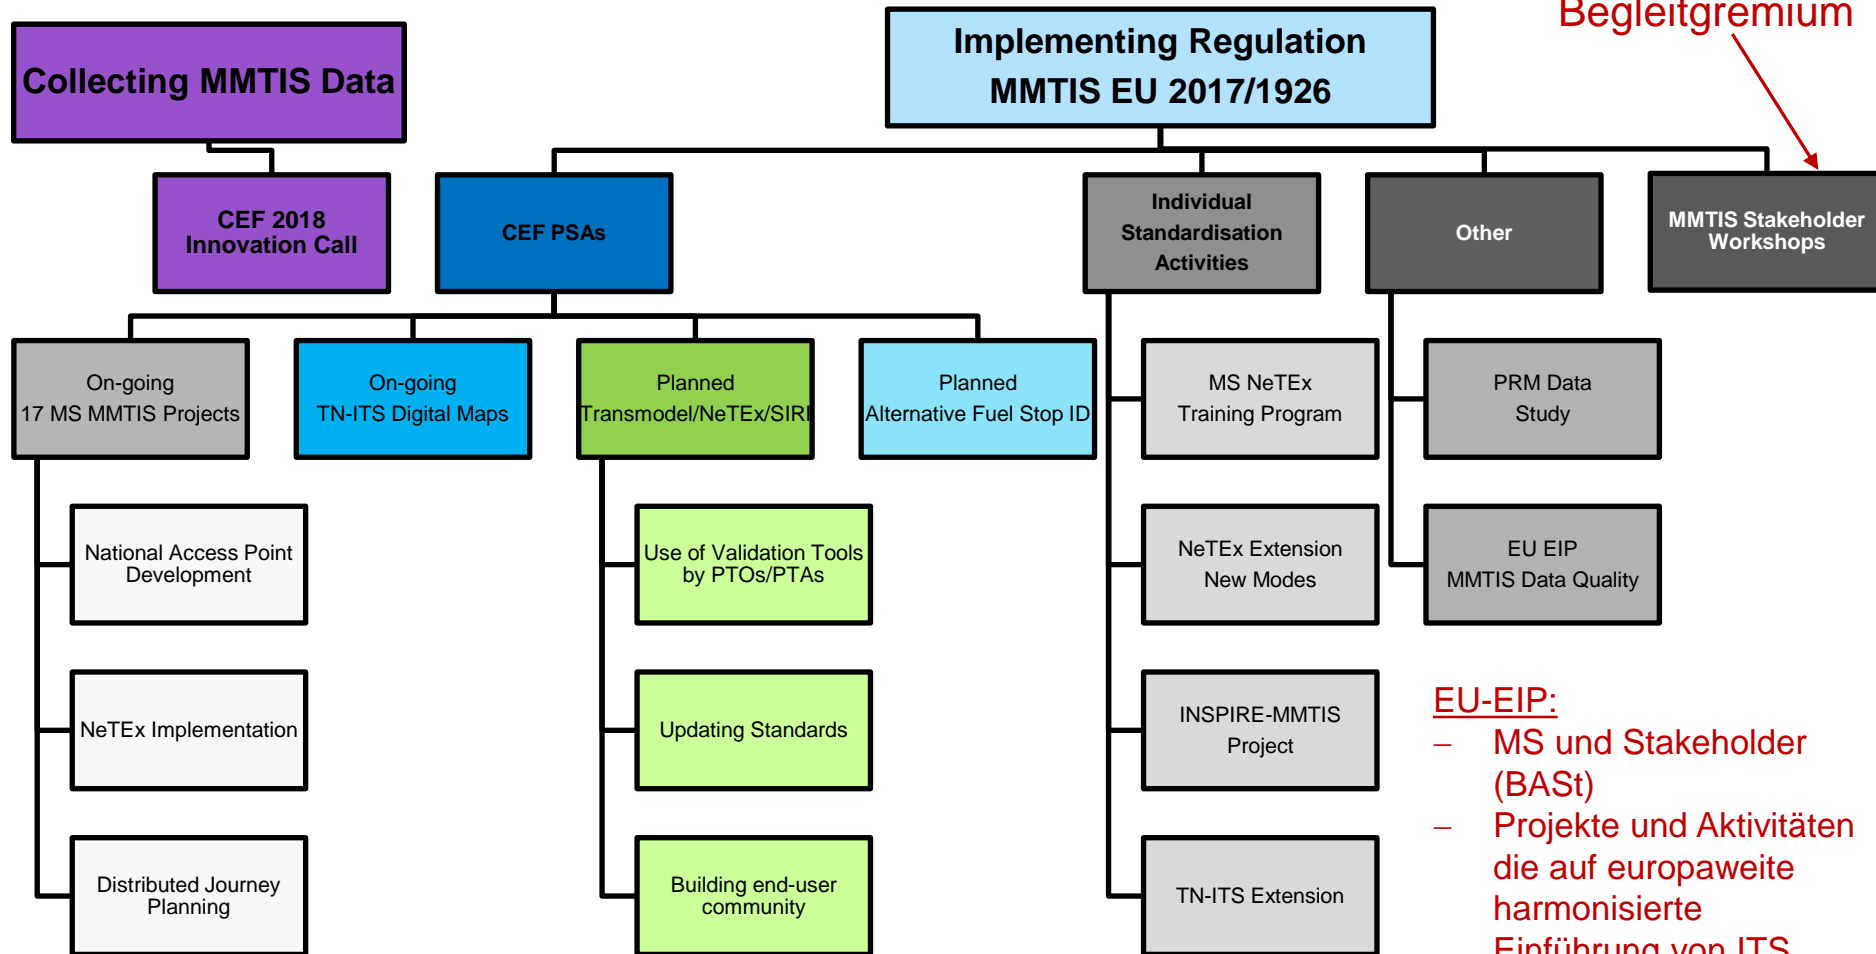 Begleitgremium
Collecting MMTIS Data
Implementing Regulation
MMTIS EU 2017/1926
CEF 2018
Innovation Call
CEF PSAs
Individual
Standardisation
Activities
Other
MMTIS Stakeholder
Workshops
On-going
17 MS MMTIS Projects
On-going
TN-ITS Digital Maps
Planned
Transmodel/NeTEx/SIRI
Planned
Alternative Fuel Stop ID
MS NeTEx
Training Program
PRM Data
Study
National Access Point
Development
Use of Validation Tools
by PTOs/PTAs
NeTEx Extension
New Modes
EU EIP
MMTIS Data Quality
NeTEx Implementation
Updating Standards
INSPIRE-MMTIS
Project
Distributed Journey
Planning
Building end-user
community
TN-ITS Extension
EU-EIP:
– MS und Stakeholder
(BASt)
– Projekte und Aktivitäten
die auf europaweite
harmonisierte
Einführung von ITS